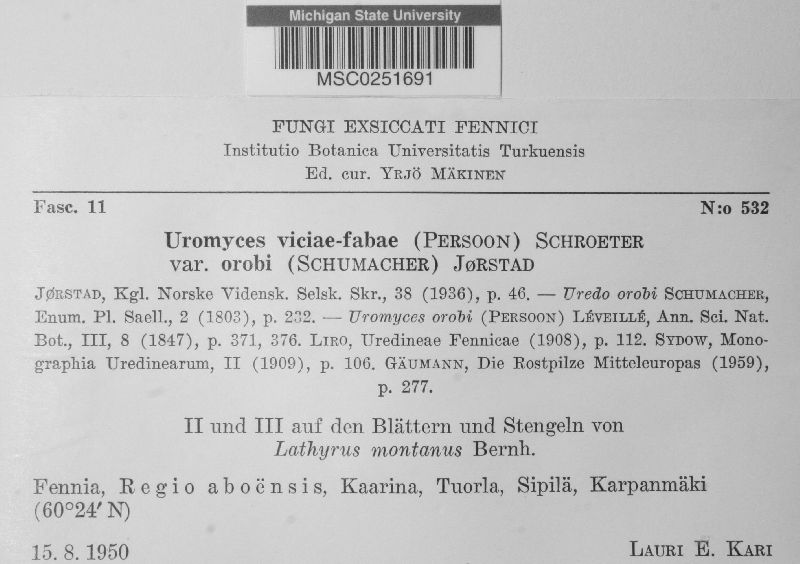 Michigan State University
MSC0251691
FUNGI EXSICCATI FENNICI
Institutio Botanica Universitatis Turkuensis
Ed. cur. YRJÖ MÄKINEN
Fasc. 11 N:o 532
Uromyces viciae-fabae (PERSOON) SCHROETER
var. orobi (SCHUMACHER) JØRSTAD
JØRSTAD, Kgl. Norske Vidensk. Selsk. Skr., 38 (1936), p. 46. — Uredo orobi SCHUMACHER,
Enum. Pl. Saell., 2 (1803), p. 232. — Uromyces orobi (PERSOON) LÉVEILLÉ, Ann. Sci. Nat.
Bot., III, 8 (1847), p. 371, 376. LIRO, Uredineae Fennicae (1908), p. 112. SYDOW, Mono-
graphia Uredinearum, II (1909), p. 106. GÄUMANN, Die Rostpilze Mitteleuropas (1959),
p. 277.
II und III auf den Blättern und Stengeln von
Lathyrus montanus Bernh.
Fennia, Regio aboënsis, Kaarina, Tuorla, Sipilä, Karpanmäki
(60°24′ N)
15. 8. 1950 LAURI E. KARI